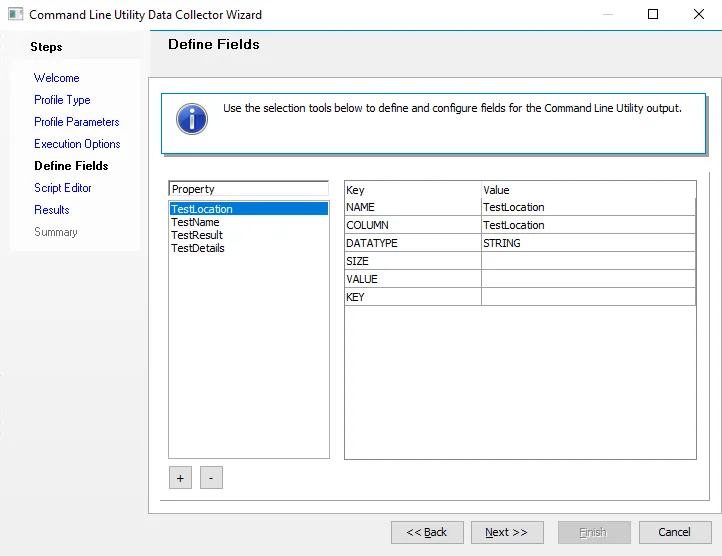 Command Line Utility Data Collector Wizard
Steps
Define Fields
Welcome
Profile Type
Profile Parameters
Execution Options
Define Fields
Script Editor
Results
Summary
Use the selection tools below to define and configure fields for the Command Line Utility output.
Property
TestLocation
TestName
TestResult
TestDetails
Key Value
NAME TestLocation
COLUMN TestLocation
DATATYPE STRING
SIZE
VALUE
KEY
+ -
<< Back Next >> Finish Cancel